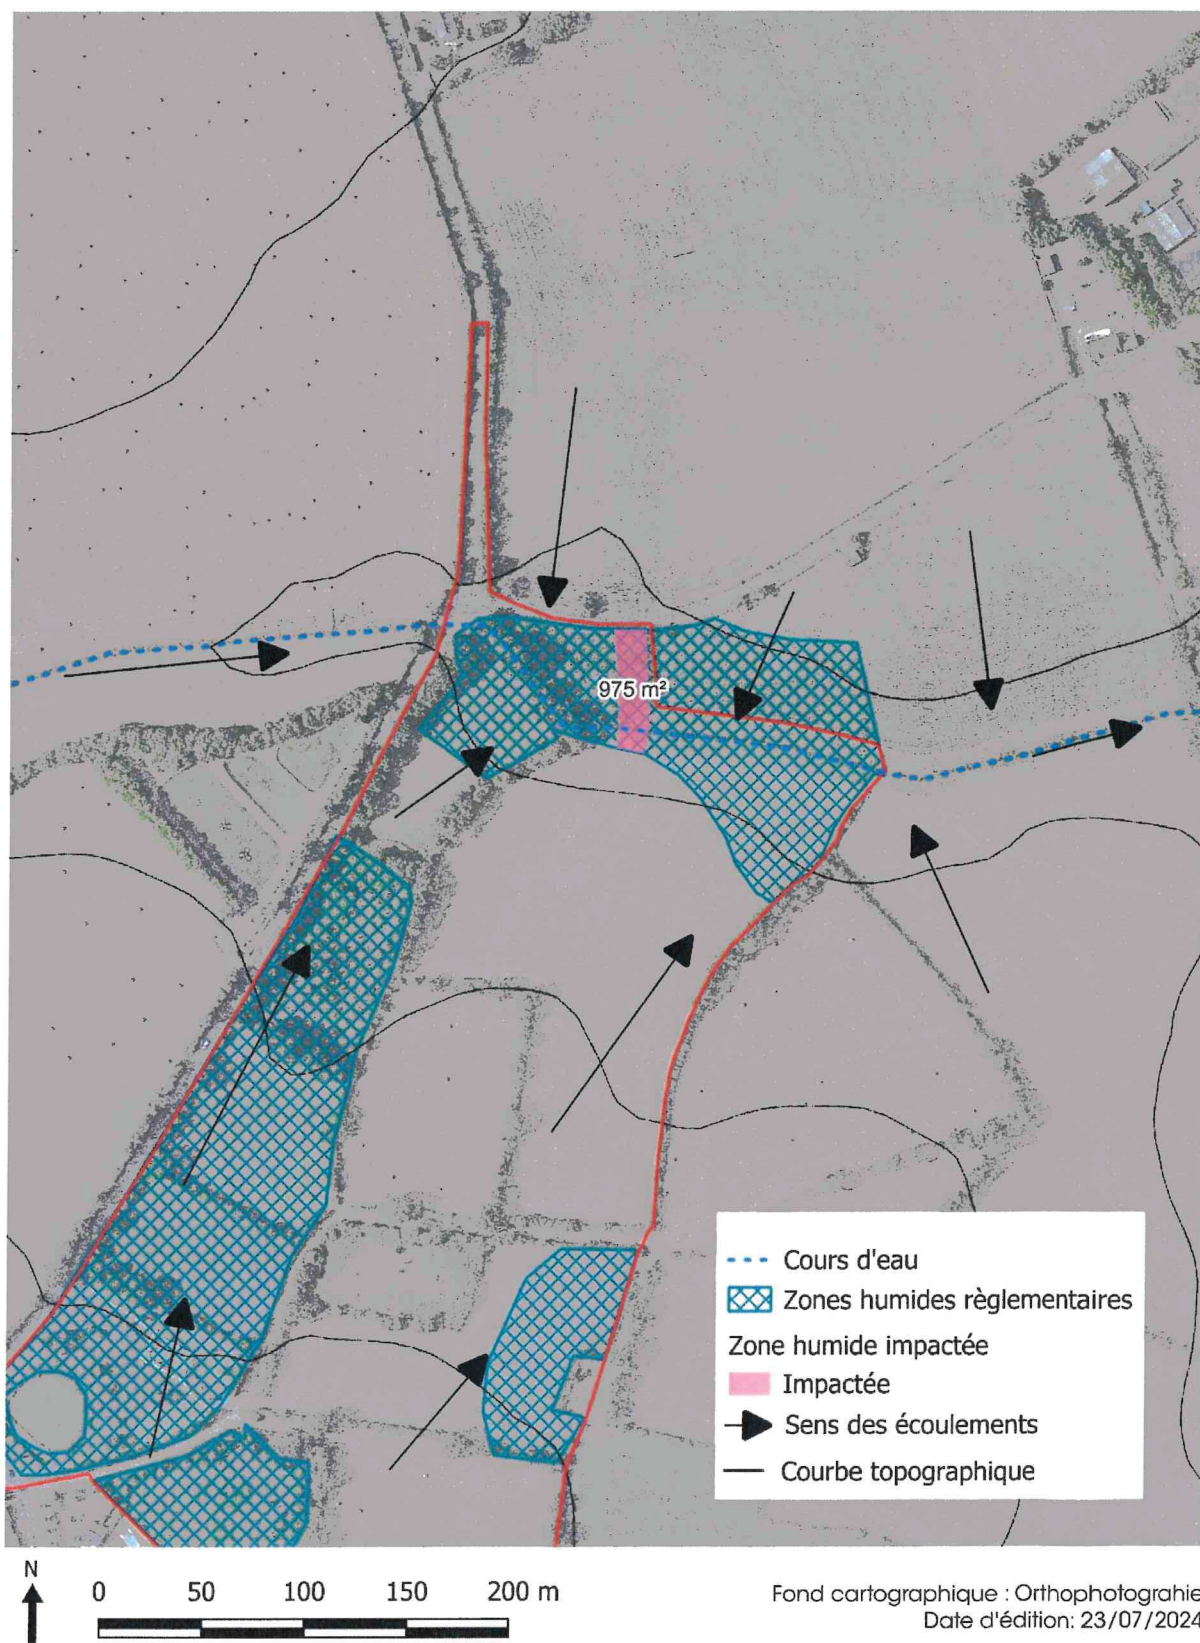 975 m²
Cours d'eau
Zones humides règlementaires
Zone humide impactée
Impactée
Sens des écoulements
Courbe topographique
N
0 50 100 150 200 m
Fond cartographique : Orthophotograhie
Date d'édition: 23/07/2024